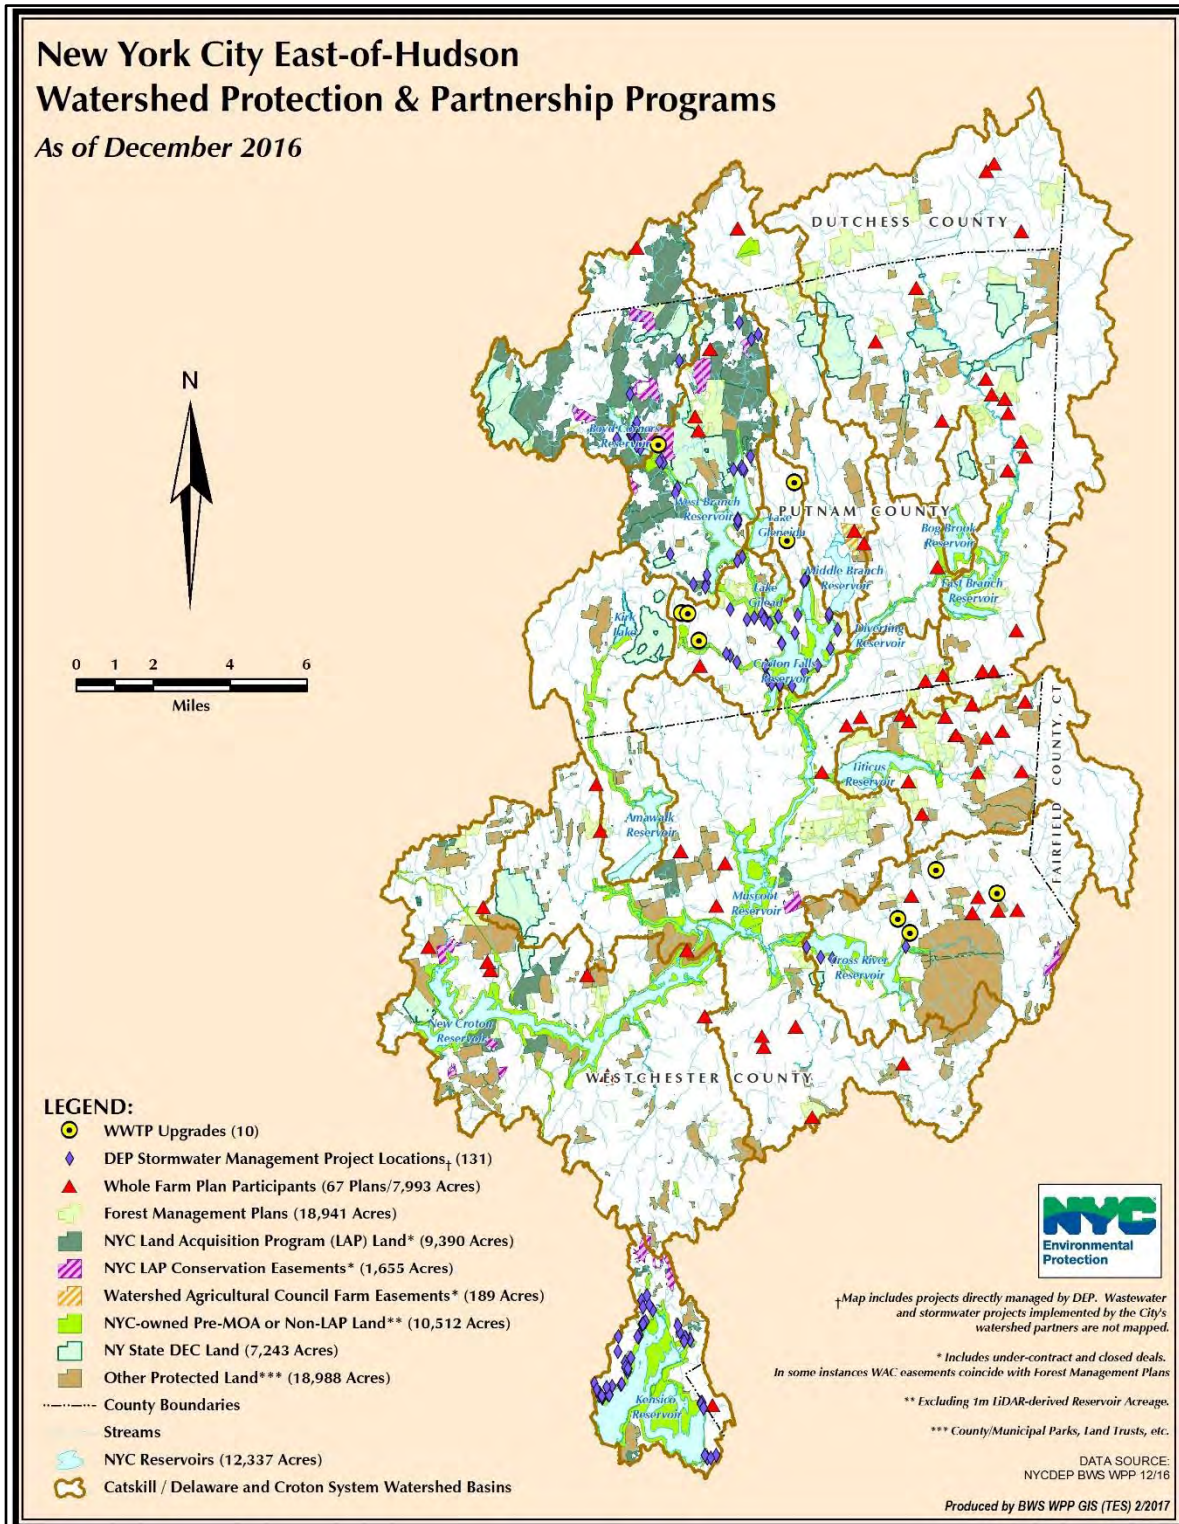 New York City East-of-Hudson
Watershed Protection & Partnership Programs
As of December 2016
DUTCHESS COUNTY
N
Boyd Corners
Reservoir
West Branch
Reservoir
PUTNAM COUNTY
Lake
Gleneida
Bog Brook
Reservoir
Middle Branch
Reservoir
East Branch
Reservoir
Lake
Gilead
Kirk
Lake
Diverting
Reservoir
Croton Falls
Reservoir
0 1 2 4 6
Miles
FAIRFIELD COUNTY, CT
Titicus
Reservoir
Amawalk
Reservoir
Muscoot
Reservoir
Cross River
Reservoir
New Croton
Reservoir
WESTCHESTER COUNTY
Kensico
Reservoir
LEGEND:
WWTP Upgrades (10)
DEP Stormwater Management Project Locations† (131)
Whole Farm Plan Participants (67 Plans/7,993 Acres)
Forest Management Plans (18,941 Acres)
NYC Land Acquisition Program (LAP) Land* (9,390 Acres)
NYC LAP Conservation Easements* (1,655 Acres)
Watershed Agricultural Council Farm Easements* (189 Acres)
NYC-owned Pre-MOA or Non-LAP Land** (10,512 Acres)
NY State DEC Land (7,243 Acres)
Other Protected Land*** (18,988 Acres)
County Boundaries
Streams
NYC Reservoirs (12,337 Acres)
Catskill / Delaware and Croton System Watershed Basins
NYC
Environmental
Protection
†Map includes projects directly managed by DEP. Wastewater
and stormwater projects implemented by the City's
watershed partners are not mapped.
* Includes under-contract and closed deals.
In some instances WAC easements coincide with Forest Management Plans
** Excluding 1m LiDAR-derived Reservoir Acreage.
*** County/Municipal Parks, Land Trusts, etc.
DATA SOURCE:
NYCDEP BWS WPP 12/16
Produced by BWS WPP GIS (TES) 2/2017